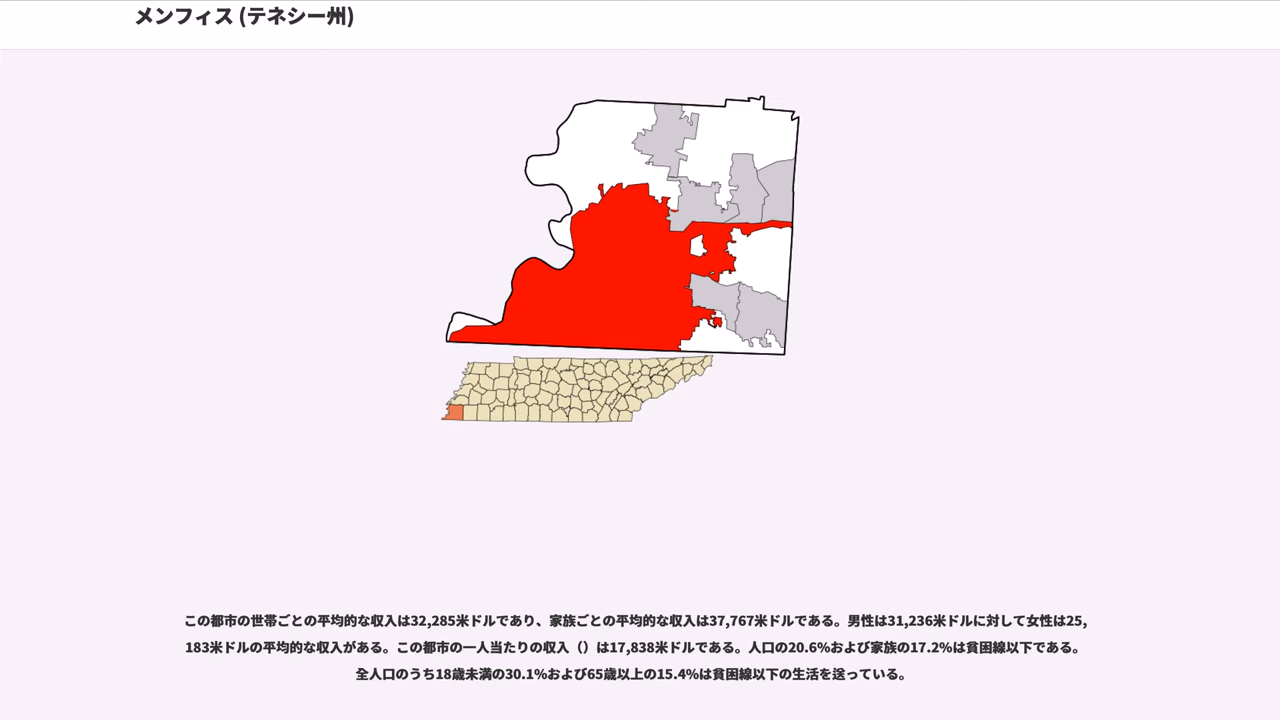 メンフィス (テネシー州)
この都市の世帯ごとの平均的な収入は32,285米ドルであり、家族ごとの平均的な収入は37,767米ドルである。男性は31,236米ドルに対して女性は25,
183米ドルの平均的な収入がある。この都市の一人当たりの収入（）は17,838米ドルである。人口の20.6%および家族の17.2%は貧困線以下である。
全人口のうち18歳未満の30.1%および65歳以上の15.4%は貧困線以下の生活を送っている。